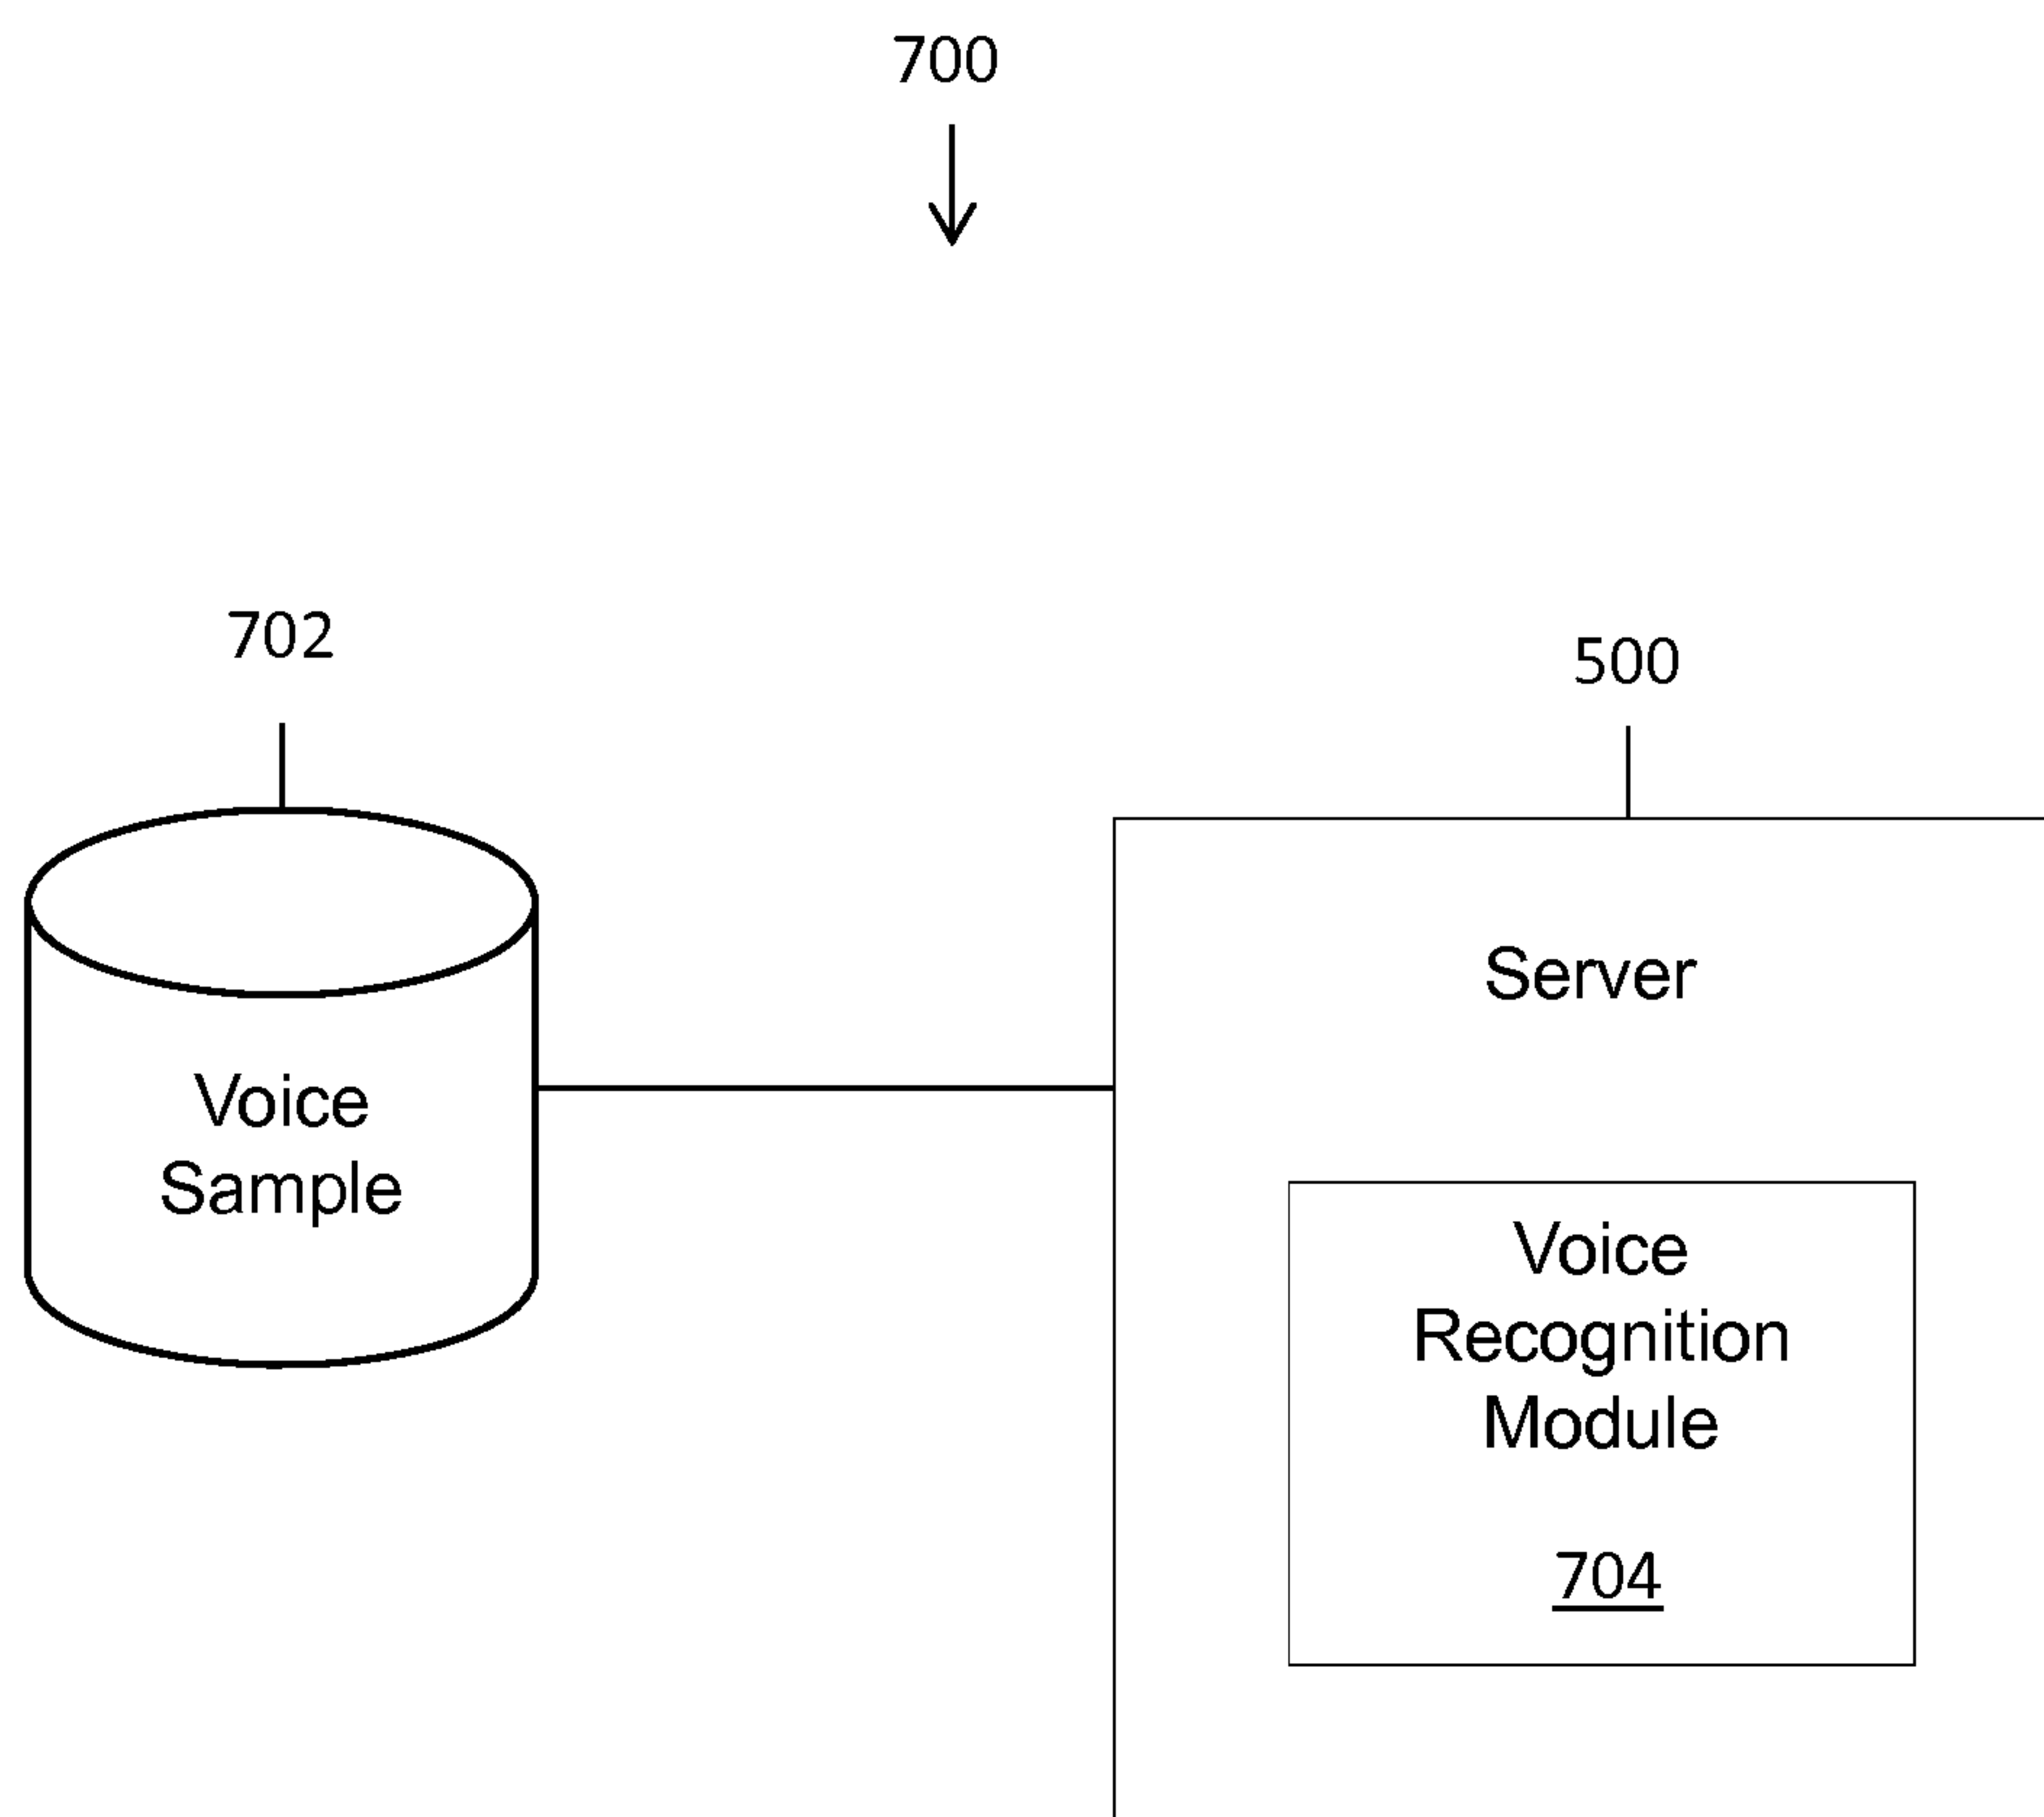 700
702
500
Server
Voice
Sample
Voice
Recognition
Module
704